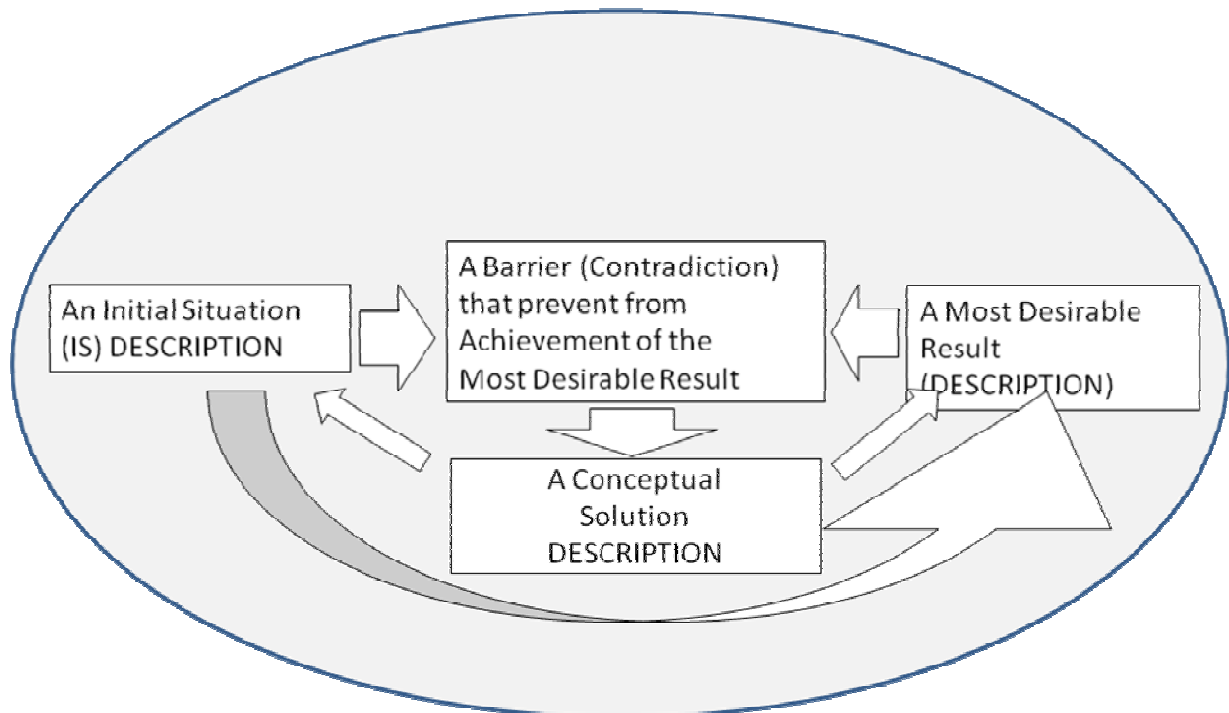 An Initial Situation
(IS) DESCRIPTION
A Barrier (Contradiction)
that prevent from
Achievement of the
Most Desirable Result
A Most Desirable
Result
(DESCRIPTION)
A Conceptual
Solution
DESCRIPTION